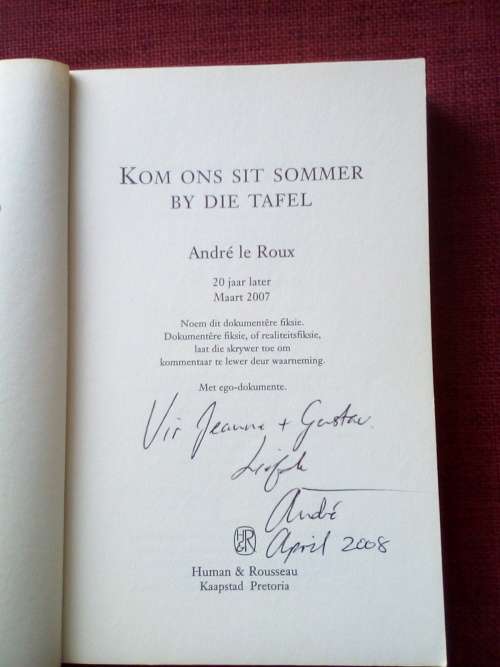 KOM ONS SIT SOMMER
BY DIE TAFEL
André le Roux
20 jaar later
Maart 2007
Noem dit dokumentêre fiksie.
Dokumentêre fiksie, of realiteitsfiksie,
laat die skrywer toe om
kommentaar te lewer deur waarneming.
Met ego-dokumente.
Vir Jeanne + Gustav.
Liefde
André
April 2008
H&R
Human & Rousseau
Kaapstad Pretoria